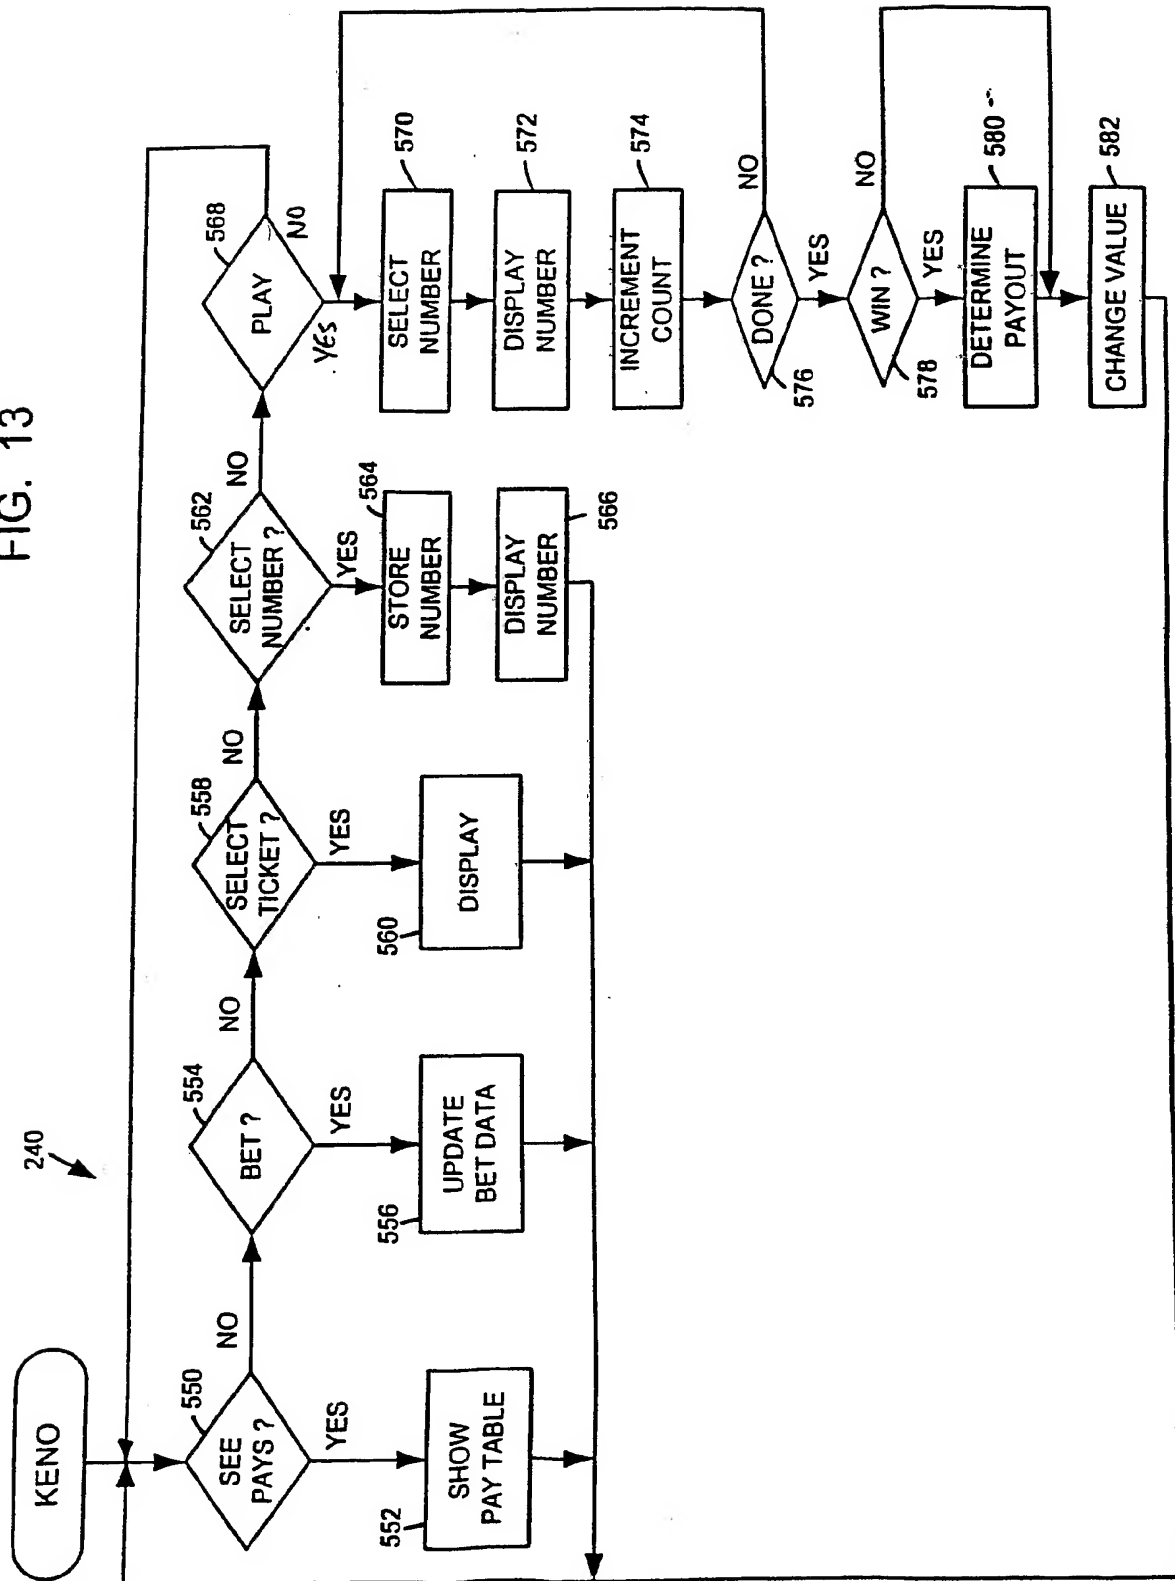 FIG. 13
240
KENO
SEE
PAYS ?
550
NO
YES
SHOW
PAY TABLE
552
BET ?
554
NO
YES
UPDATE
BET DATA
556
SELECT
TICKET ?
558
NO
YES
DISPLAY
560
SELECT
NUMBER ?
562
NO
YES
STORE
NUMBER
564
DISPLAY
NUMBER
566
PLAY
568
NO
YES
SELECT
NUMBER
570
DISPLAY
NUMBER
572
INCREMENT
COUNT
574
DONE ?
576
NO
YES
WIN ?
578
NO
YES
DETERMINE
PAYOUT
580
CHANGE VALUE
582